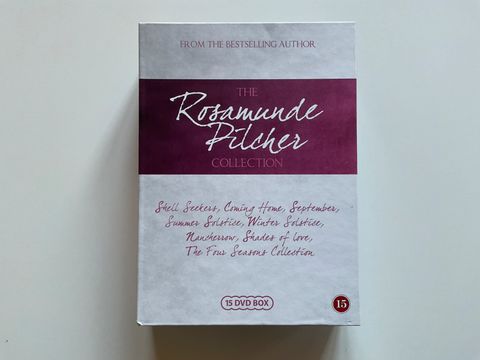 FROM THE BESTSELLING AUTHOR
THE
Rosamunde
Pilcher
COLLECTION
Shell Seekers, Coming Home, September,
Summer Solstice, Winter Solstice,
Nancherrow, Shades of love,
The Four Seasons Collection
15 DVD BOX
15